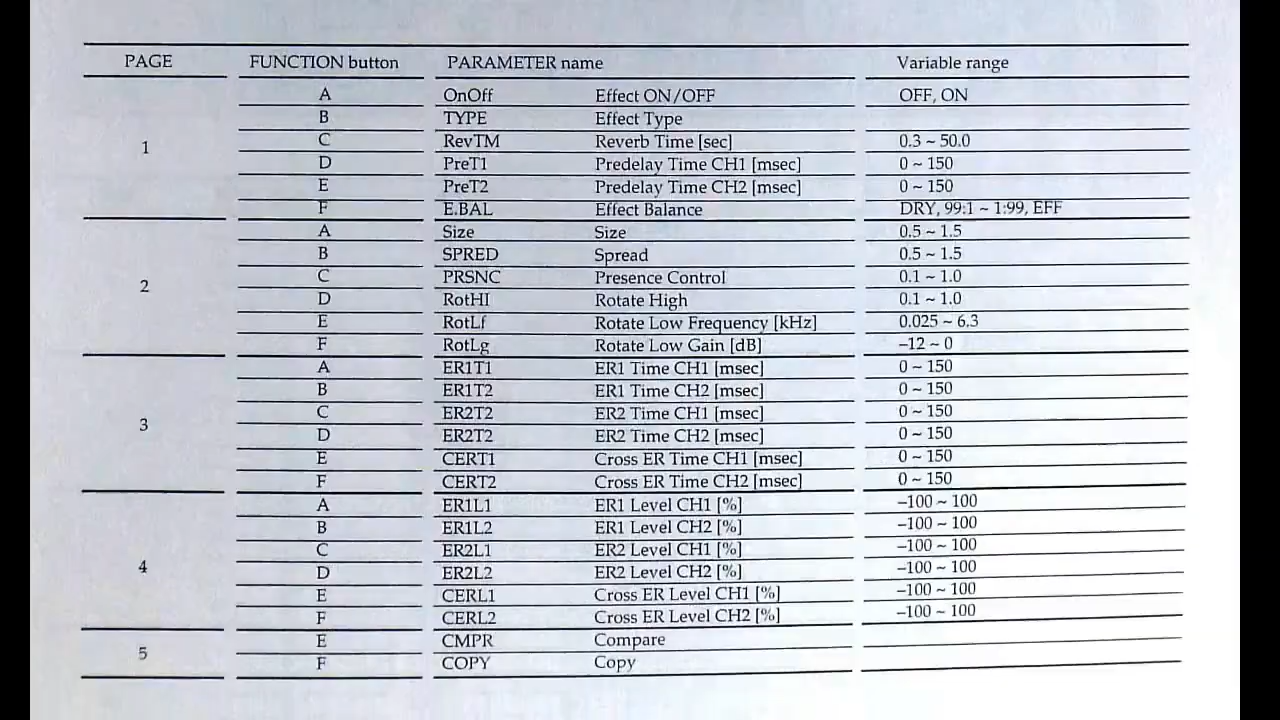 PAGE FUNCTION button PARAMETER name Variable range
A OnOff Effect ON/OFF OFF, ON
B TYPE Effect Type
1 C RevTM Reverb Time [sec] 0.3 ~ 50.0
D PreT1 Predelay Time CH1 [msec] 0 ~ 150
E PreT2 Predelay Time CH2 [msec] 0 ~ 150
F E.BAL Effect Balance DRY, 99:1 ~ 1:99, EFF
A Size Size 0.5 ~ 1.5
B SPRED Spread 0.5 ~ 1.5
2 C PRSNC Presence Control 0.1 ~ 1.0
D RotHI Rotate High 0.1 ~ 1.0
E RotLf Rotate Low Frequency [kHz] 0.025 ~ 6.3
F RotLg Rotate Low Gain [dB] –12 ~ 0
A ER1T1 ER1 Time CH1 [msec] 0 ~ 150
B ER1T2 ER1 Time CH2 [msec] 0 ~ 150
3 C ER2T2 ER2 Time CH1 [msec] 0 ~ 150
D ER2T2 ER2 Time CH2 [msec] 0 ~ 150
E CERT1 Cross ER Time CH1 [msec] 0 ~ 150
F CERT2 Cross ER Time CH2 [msec] 0 ~ 150
A ER1L1 ER1 Level CH1 [%] –100 ~ 100
B ER1L2 ER1 Level CH2 [%] –100 ~ 100
C ER2L1 ER2 Level CH1 [%] –100 ~ 100
4 D ER2L2 ER2 Level CH2 [%] –100 ~ 100
E CERL1 Cross ER Level CH1 [%] –100 ~ 100
F CERL2 Cross ER Level CH2 [%] –100 ~ 100
E CMPR Compare
5 F COPY Copy